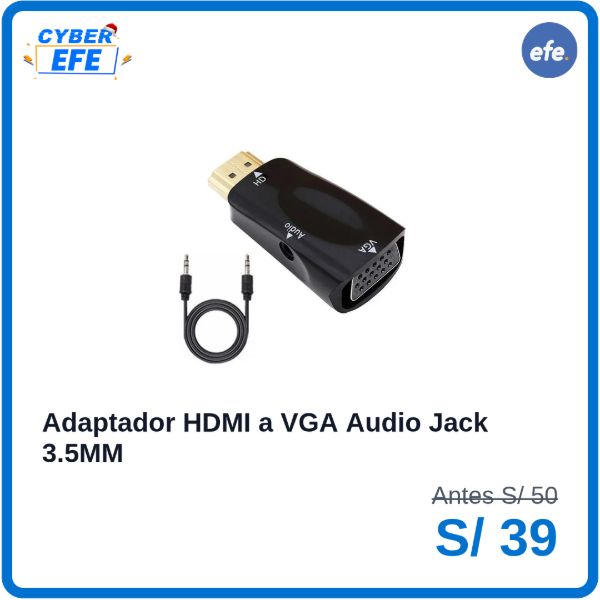 CYBER
EFE
efe.
HD
Audio
VGA
Adaptador HDMI a VGA Audio Jack
3.5MM
Antes S/ 50
S/ 39